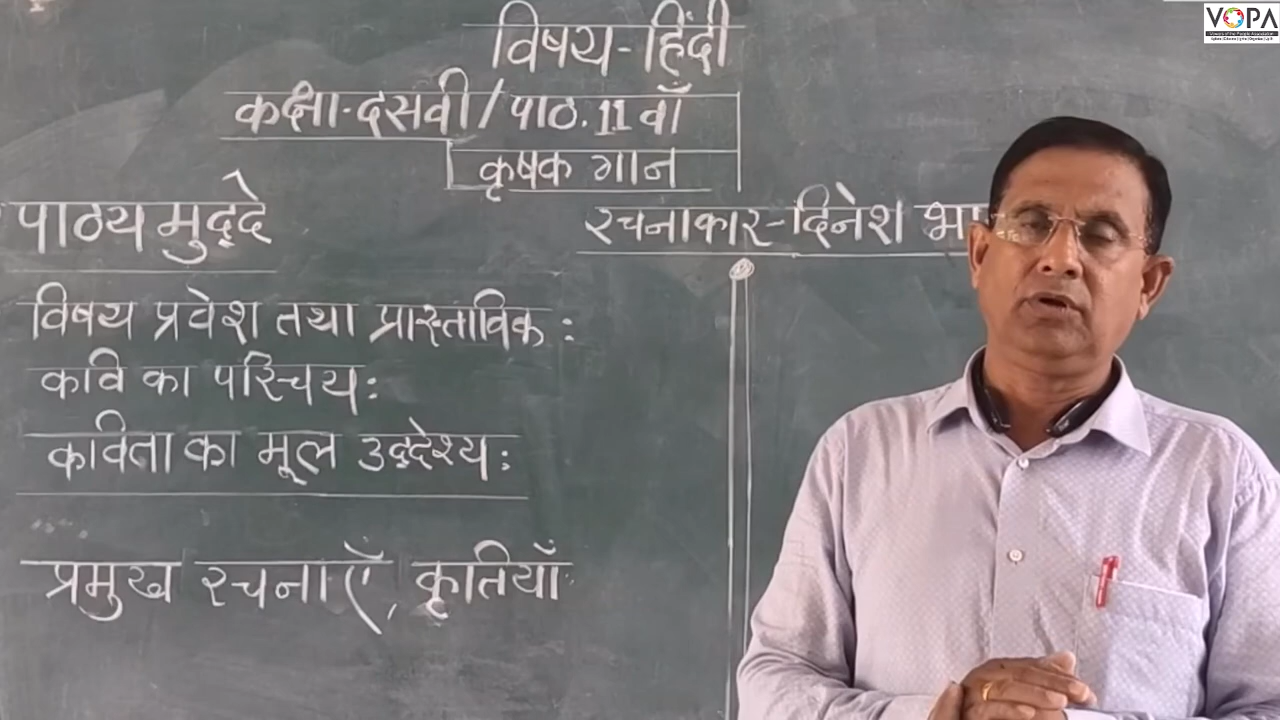 विषय - हिंदी
कक्षा - दसवी / पाठ. 11 वाँ
कृषक गान
पाठ्य मुद्दे
रचनाकार - दिनेश
विषय प्रवेश तथा प्रास्ताविक :
कवि का परिचय :
कविता का मूल उद्देश्य :
प्रमुख रचनाएँ, कृतियाँ
VOPA